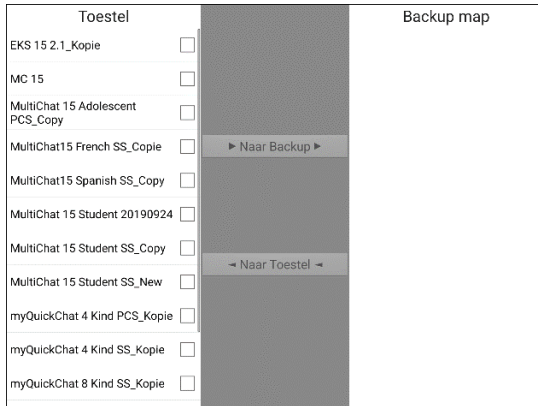 Toestel
Backup map
EKS 15 2.1_Kopie
MC 15
MultiChat 15 Adolescent
PCS_Copy
MultiChat15 French SS_Copie
► Naar Backup ►
MultiChat15 Spanish SS_Copy
MultiChat 15 Student 20190924
MultiChat 15 Student SS_Copy
◄ Naar Toestel ◄
MultiChat 15 Student SS_New
myQuickChat 4 Kind PCS_Kopie
myQuickChat 4 Kind SS_Kopie
myQuickChat 8 Kind SS_Kopie